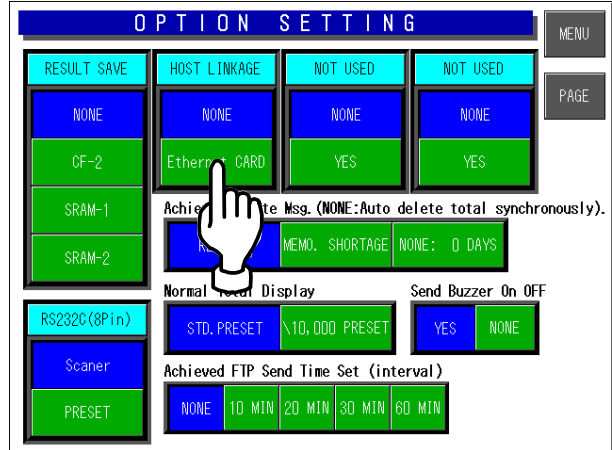 OPTION SETTING
MENU
PAGE
RESULT SAVE
NONE
CF-2
SRAM-1
SRAM-2
HOST LINKAGE
NONE
CARD
NOT USED
NONE
YES
NOT USED
NONE
YES
Msg.(NONE:Auto delete total synchronously).
MEMO. SHORTAGE
NONE: 0 DAYS
Normal Display
STD.PRESET
\10,000 PRESET
Send Buzzer On OFF
YES
NONE
RS232C(8Pin)
Scaner
PRESET
Achieved FTP Send Time Set (interval)
NONE
10 MIN
20 MIN
30 MIN
60 MIN